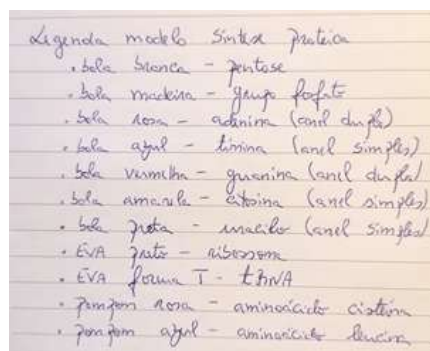 Legenda modelo Síntese Proteica
. bola branca - pentose
. bola madeira - grupo fosfato
. bola rosa - adenina (anel duplo)
. bola azul - timina (anel simples)
. bola vermelha - guanina (anel duplo)
. bola amarela - citosina (anel simples)
. bola preta - uracila (anel simples)
. EVA preto - ribossomo
. EVA forma T - tRNA
. pompom rosa - aminoácido cisteína
. pompom azul - aminoácido leucina